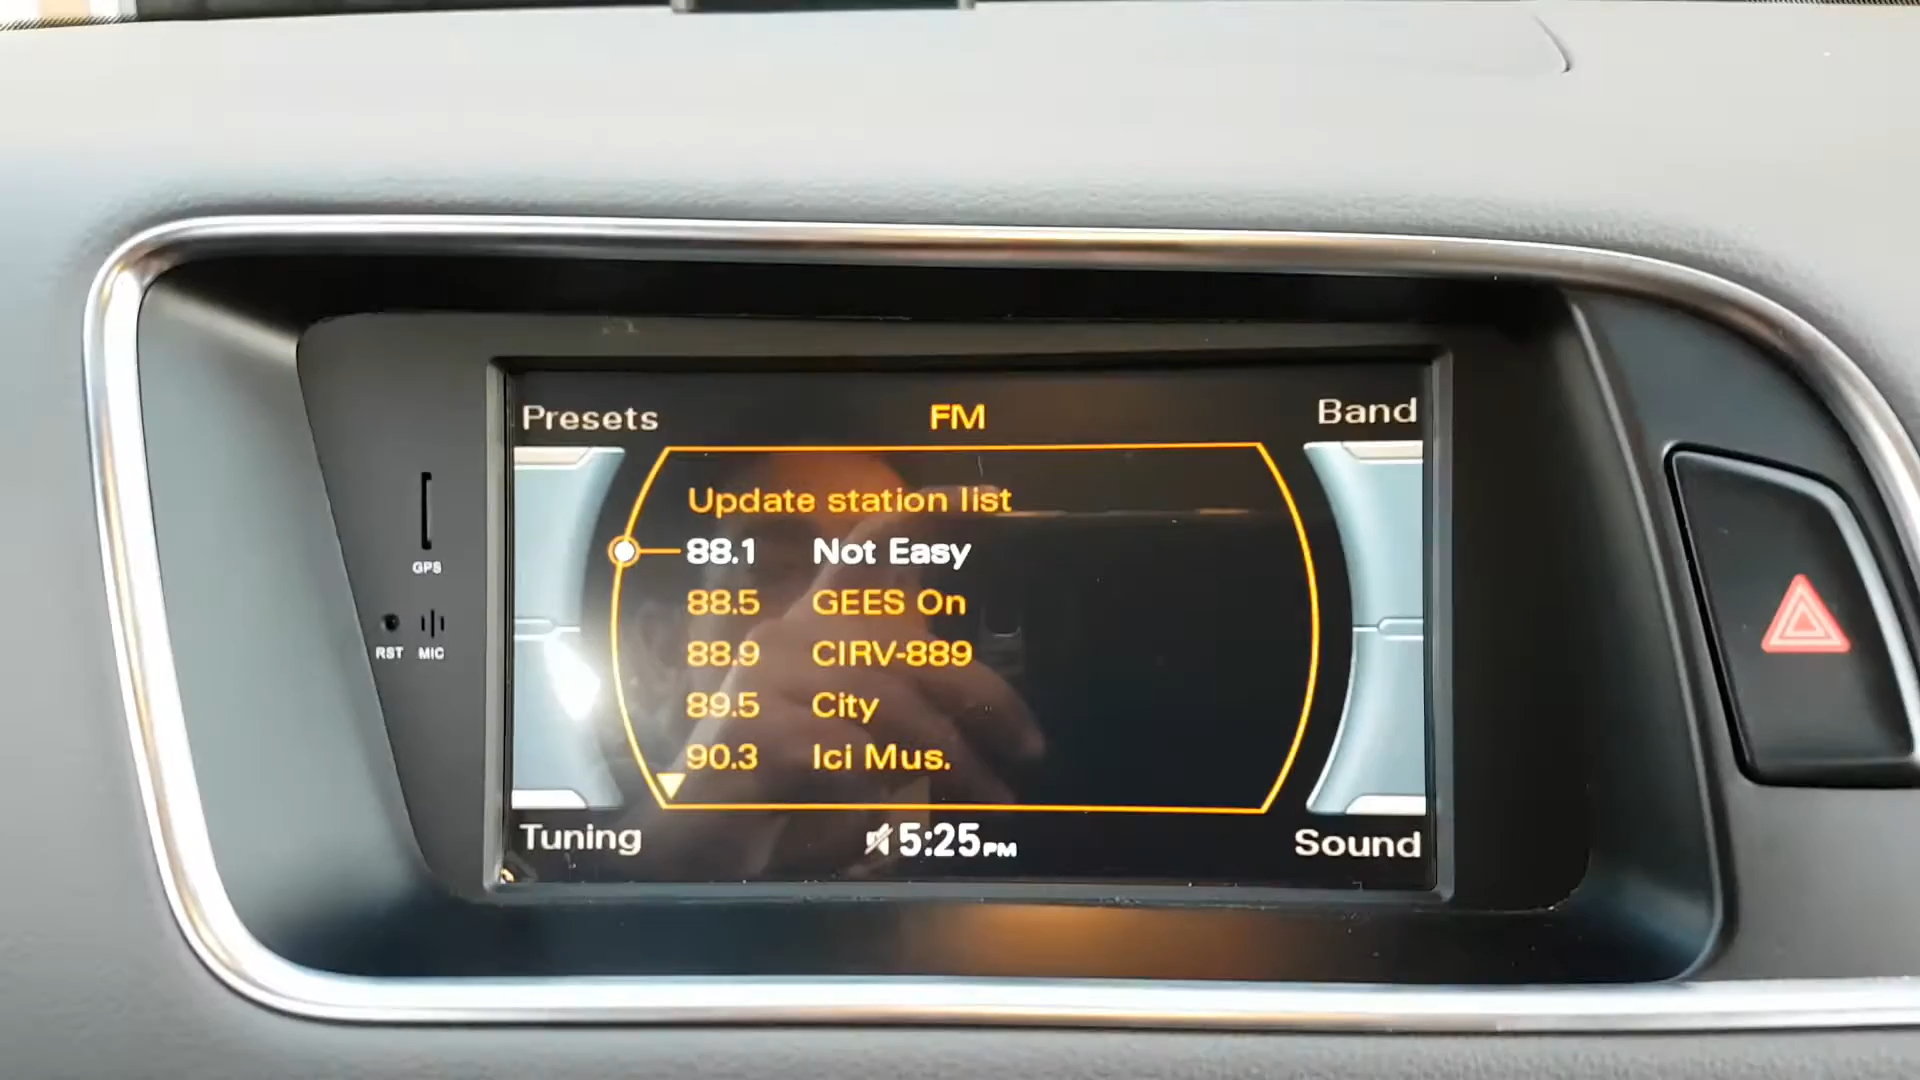 Presets FM Band
Update station list
88.1 Not Easy
88.5 GEES On
88.9 CIRV-889
89.5 City
90.3 Ici Mus.
Tuning 5:25PM Sound
GPS
RST MIC